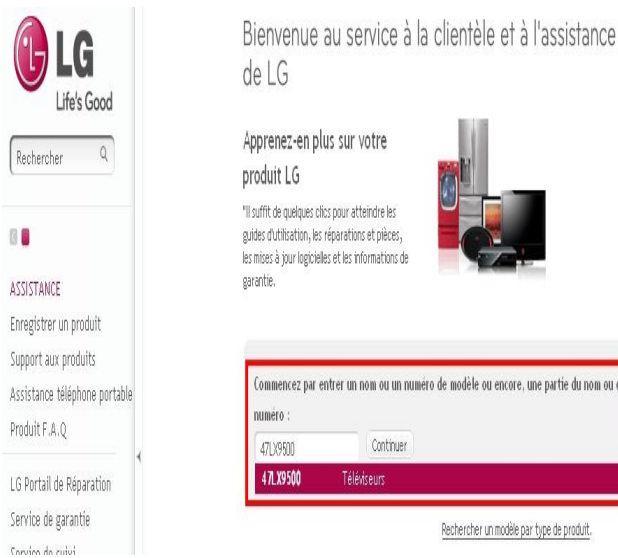 LG
Life's Good
Rechercher
ASSISTANCE
Enregistrer un produit
Support aux produits
Assistance téléphone portable
Produit F.A.Q
LG Portail de Réparation
Service de garantie
Service de suivi
Bienvenue au service à la clientèle et à l'assistance
de LG
Apprenez-en plus sur votre
produit LG
"Il suffit de quelques clics pour atteindre les
guides d'utilisation, les réparations et pièces,
les mises à jour logicielles et les informations de
garantie.
Commencez par entrer un nom ou un numéro de modèle ou encore, une partie du nom ou
numéro :
47LX9500 Continuer
47LX9500 Téléviseurs
Rechercher un modèle par type de produit.